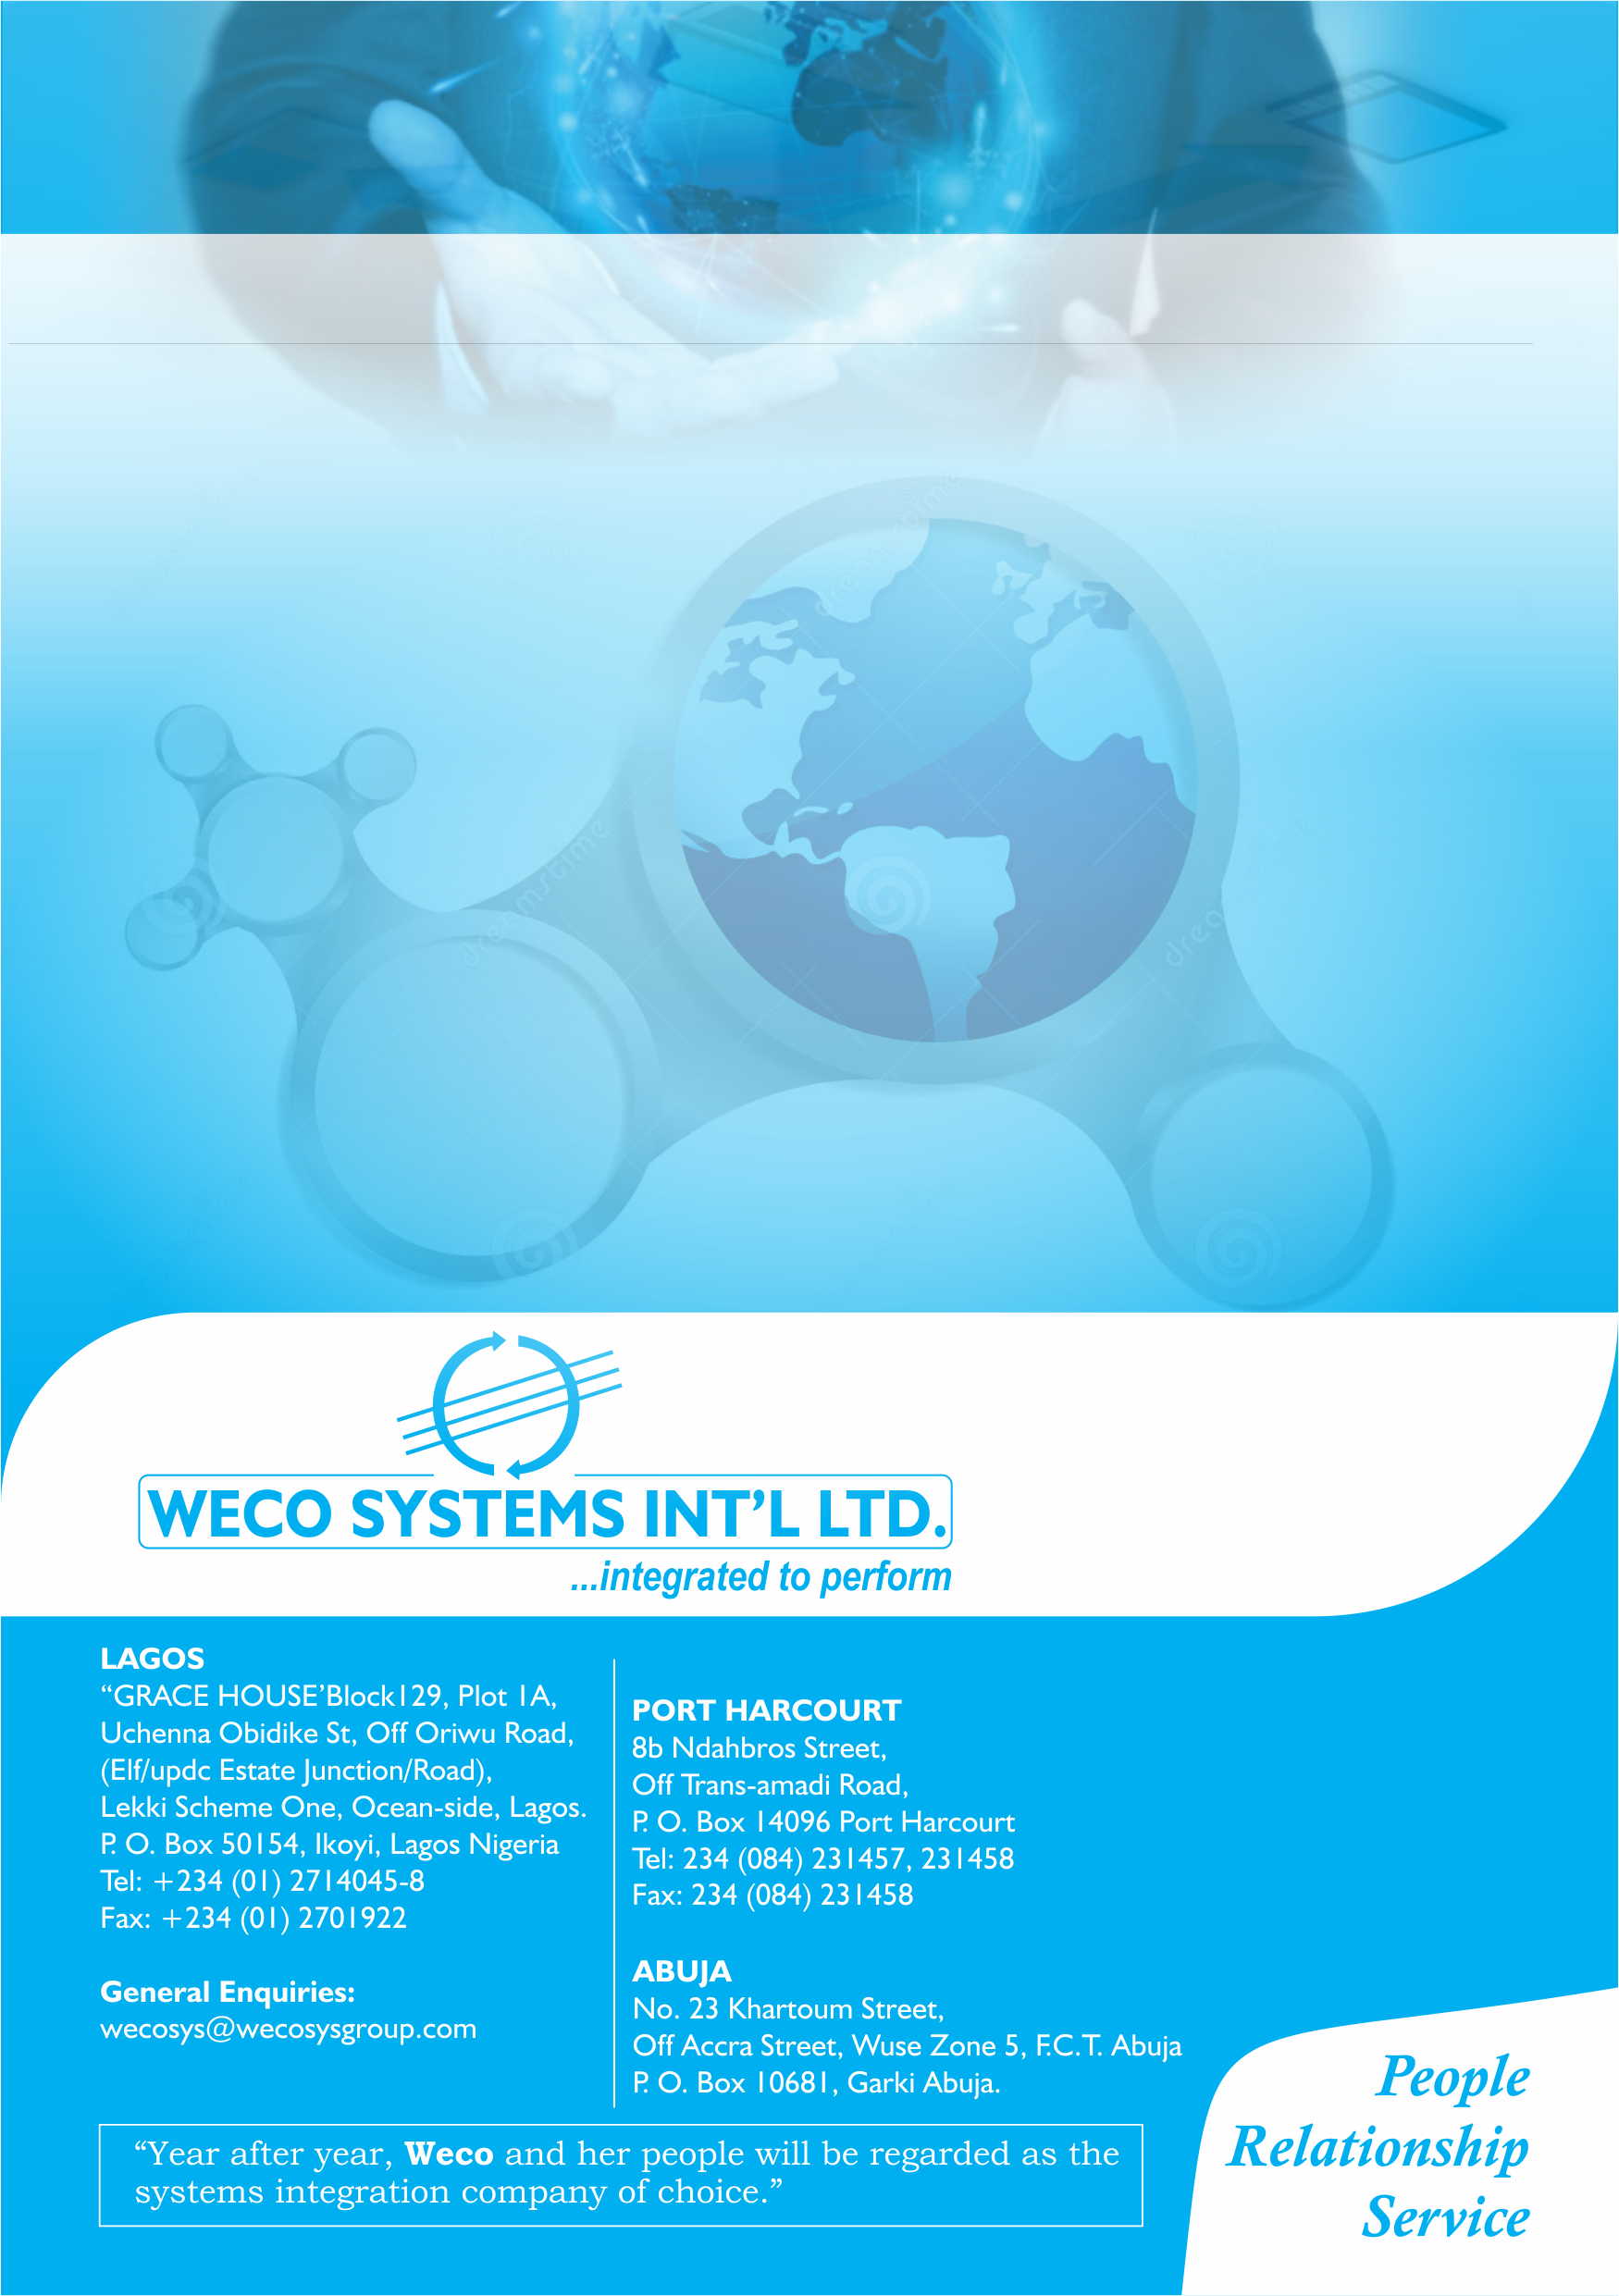 dreamstime
dreamstime
WECO SYSTEMS INT'L LTD.
...integrated to perform
LAGOS
“GRACE HOUSE’Block129, Plot 1A,
Uchenna Obidike St, Off Oriwu Road,
(Elf/updc Estate Junction/Road),
Lekki Scheme One, Ocean-side, Lagos.
P. O. Box 50154, Ikoyi, Lagos Nigeria
Tel: +234 (01) 2714045-8
Fax: +234 (01) 2701922
General Enquiries:
wecosys@wecosysgroup.com
PORT HARCOURT
8b Ndahbros Street,
Off Trans-amadi Road,
P. O. Box 14096 Port Harcourt
Tel: 234 (084) 231457, 231458
Fax: 234 (084) 231458
ABUJA
No. 23 Khartoum Street,
Off Accra Street, Wuse Zone 5, F.C.T. Abuja
P. O. Box 10681, Garki Abuja.
“Year after year, Weco and her people will be regarded as the
systems integration company of choice.”
People
Relationship
Service